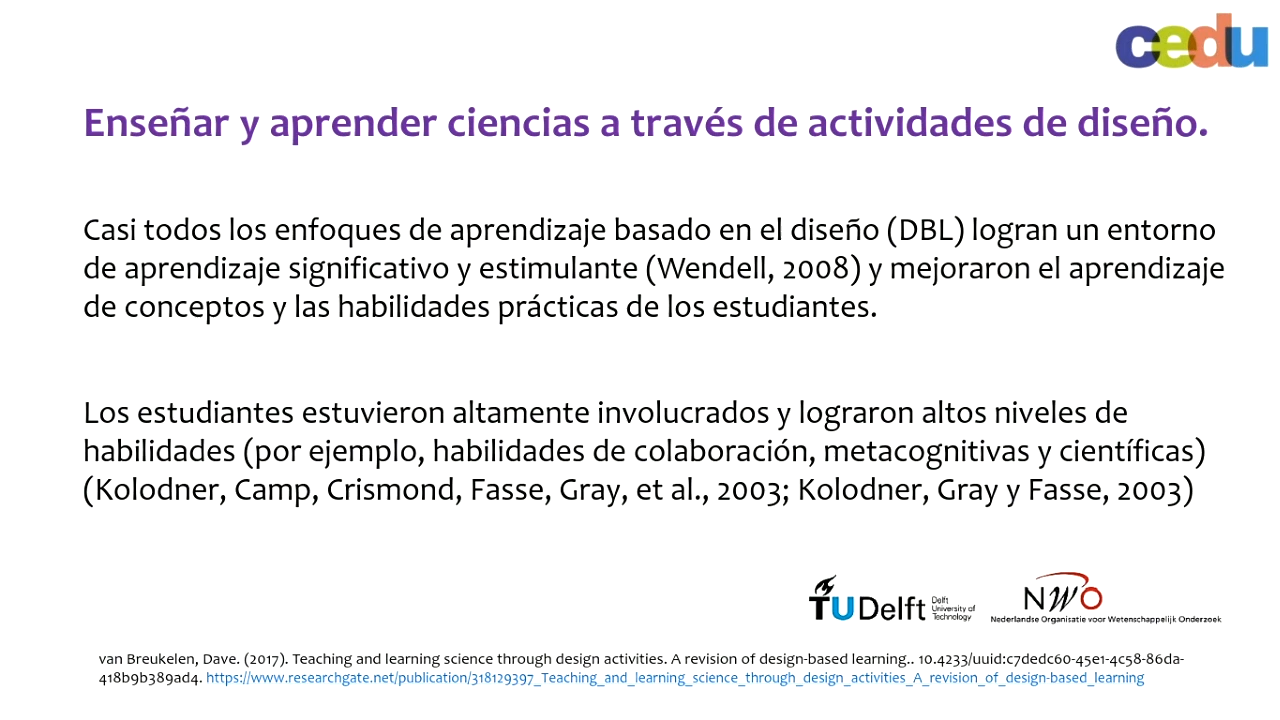 cedu
Enseñar y aprender ciencias a través de actividades de diseño.
Casi todos los enfoques de aprendizaje basado en el diseño (DBL) logran un entorno
de aprendizaje significativo y estimulante (Wendell, 2008) y mejoraron el aprendizaje
de conceptos y las habilidades prácticas de los estudiantes.
Los estudiantes estuvieron altamente involucrados y lograron altos niveles de
habilidades (por ejemplo, habilidades de colaboración, metacognitivas y científicas)
(Kolodner, Camp, Crismond, Fasse, Gray, et al., 2003; Kolodner, Gray y Fasse, 2003)
TU Delft
Delft
University of
Technology
NWO
Nederlandse Organisatie voor Wetenschappelijk Onderzoek
van Breukelen, Dave. (2017). Teaching and learning science through design activities. A revision of design-based learning.. 10.4233/uuid:c7dedc60-45e1-4c58-86da-
418b9b389ad4. https://www.researchgate.net/publication/318129397_Teaching_and_learning_science_through_design_activities_A_revision_of_design-based_learning